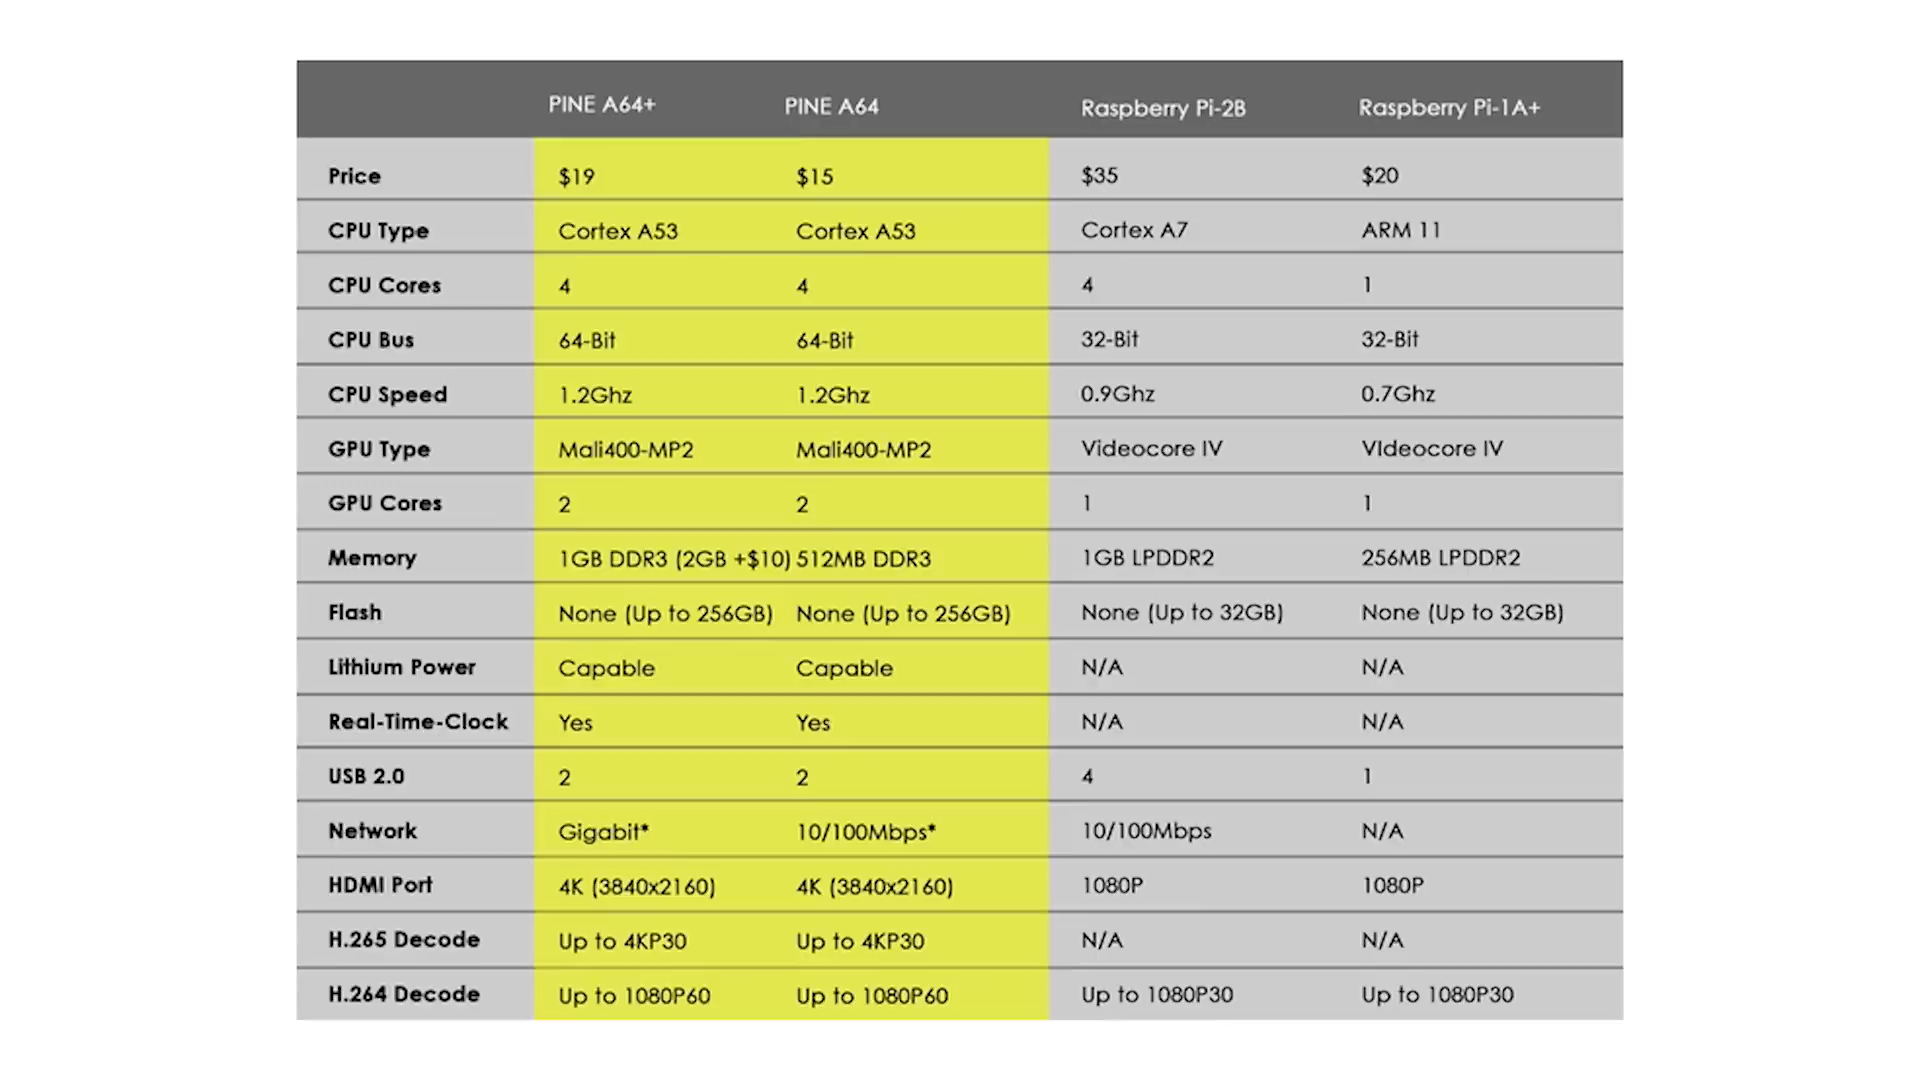 PINE A64+ PINE A64 Raspberry Pi-2B Raspberry Pi-1A+
Price $19 $15 $35 $20
CPU Type Cortex A53 Cortex A53 Cortex A7 ARM 11
CPU Cores 4 4 4 1
CPU Bus 64-Bit 64-Bit 32-Bit 32-Bit
CPU Speed 1.2Ghz 1.2Ghz 0.9Ghz 0.7Ghz
GPU Type Mali400-MP2 Mali400-MP2 Videocore IV VIdeocore IV
GPU Cores 2 2 1 1
Memory 1GB DDR3 (2GB +$10) 512MB DDR3 1GB LPDDR2 256MB LPDDR2
Flash None (Up to 256GB) None (Up to 256GB) None (Up to 32GB) None (Up to 32GB)
Lithium Power Capable Capable N/A N/A
Real-Time-Clock Yes Yes N/A N/A
USB 2.0 2 2 4 1
Network Gigabit* 10/100Mbps* 10/100Mbps N/A
HDMI Port 4K (3840x2160) 4K (3840x2160) 1080P 1080P
H.265 Decode Up to 4KP30 Up to 4KP30 N/A N/A
H.264 Decode Up to 1080P60 Up to 1080P60 Up to 1080P30 Up to 1080P30